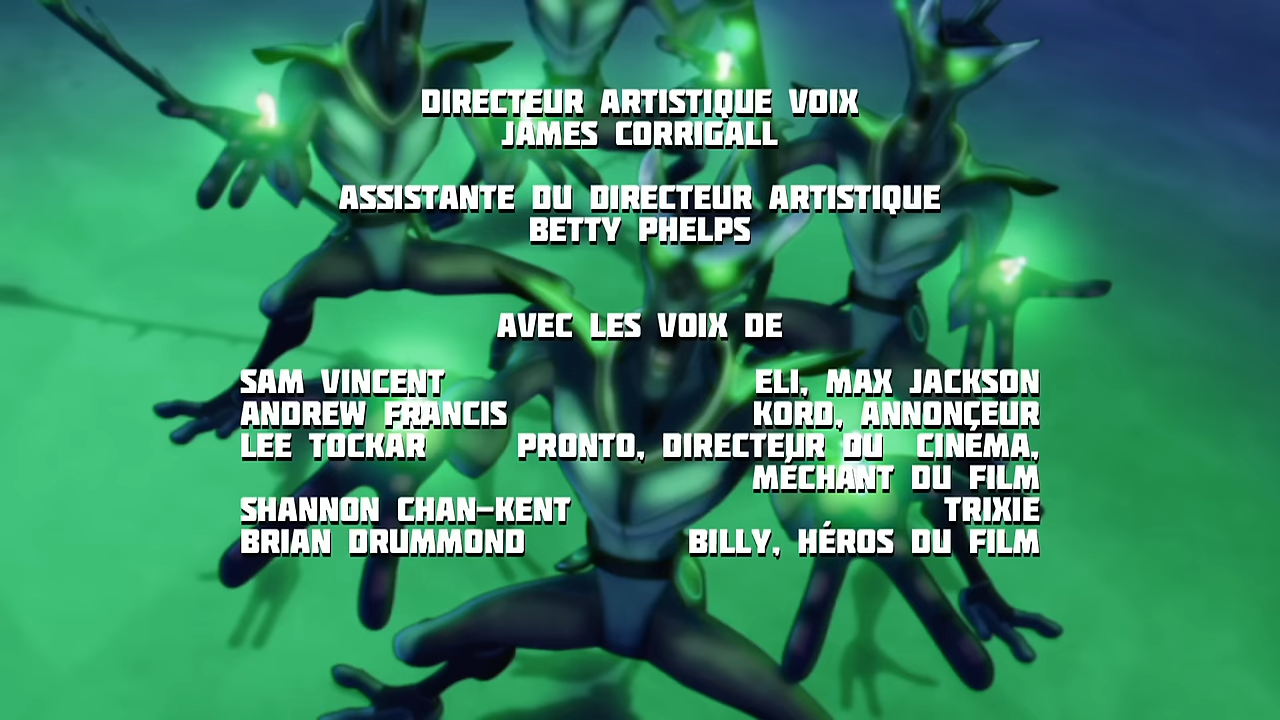 DIRECTEUR ARTISTIQUE VOIX
JAMES CORRIGALL
ASSISTANTE DU DIRECTEUR ARTISTIQUE
BETTY PHELPS
AVEC LES VOIX DE
SAM VINCENT ELI, MAX JACKSON
ANDREW FRANCIS KORD, ANNONÇEUR
LEE TOCKAR PRONTO, DIRECTEUR DU CINÉMA,
MÉCHANT DU FILM
SHANNON CHAN-KENT TRIXIE
BRIAN DRUMMOND BILLY, HÉROS DU FILM